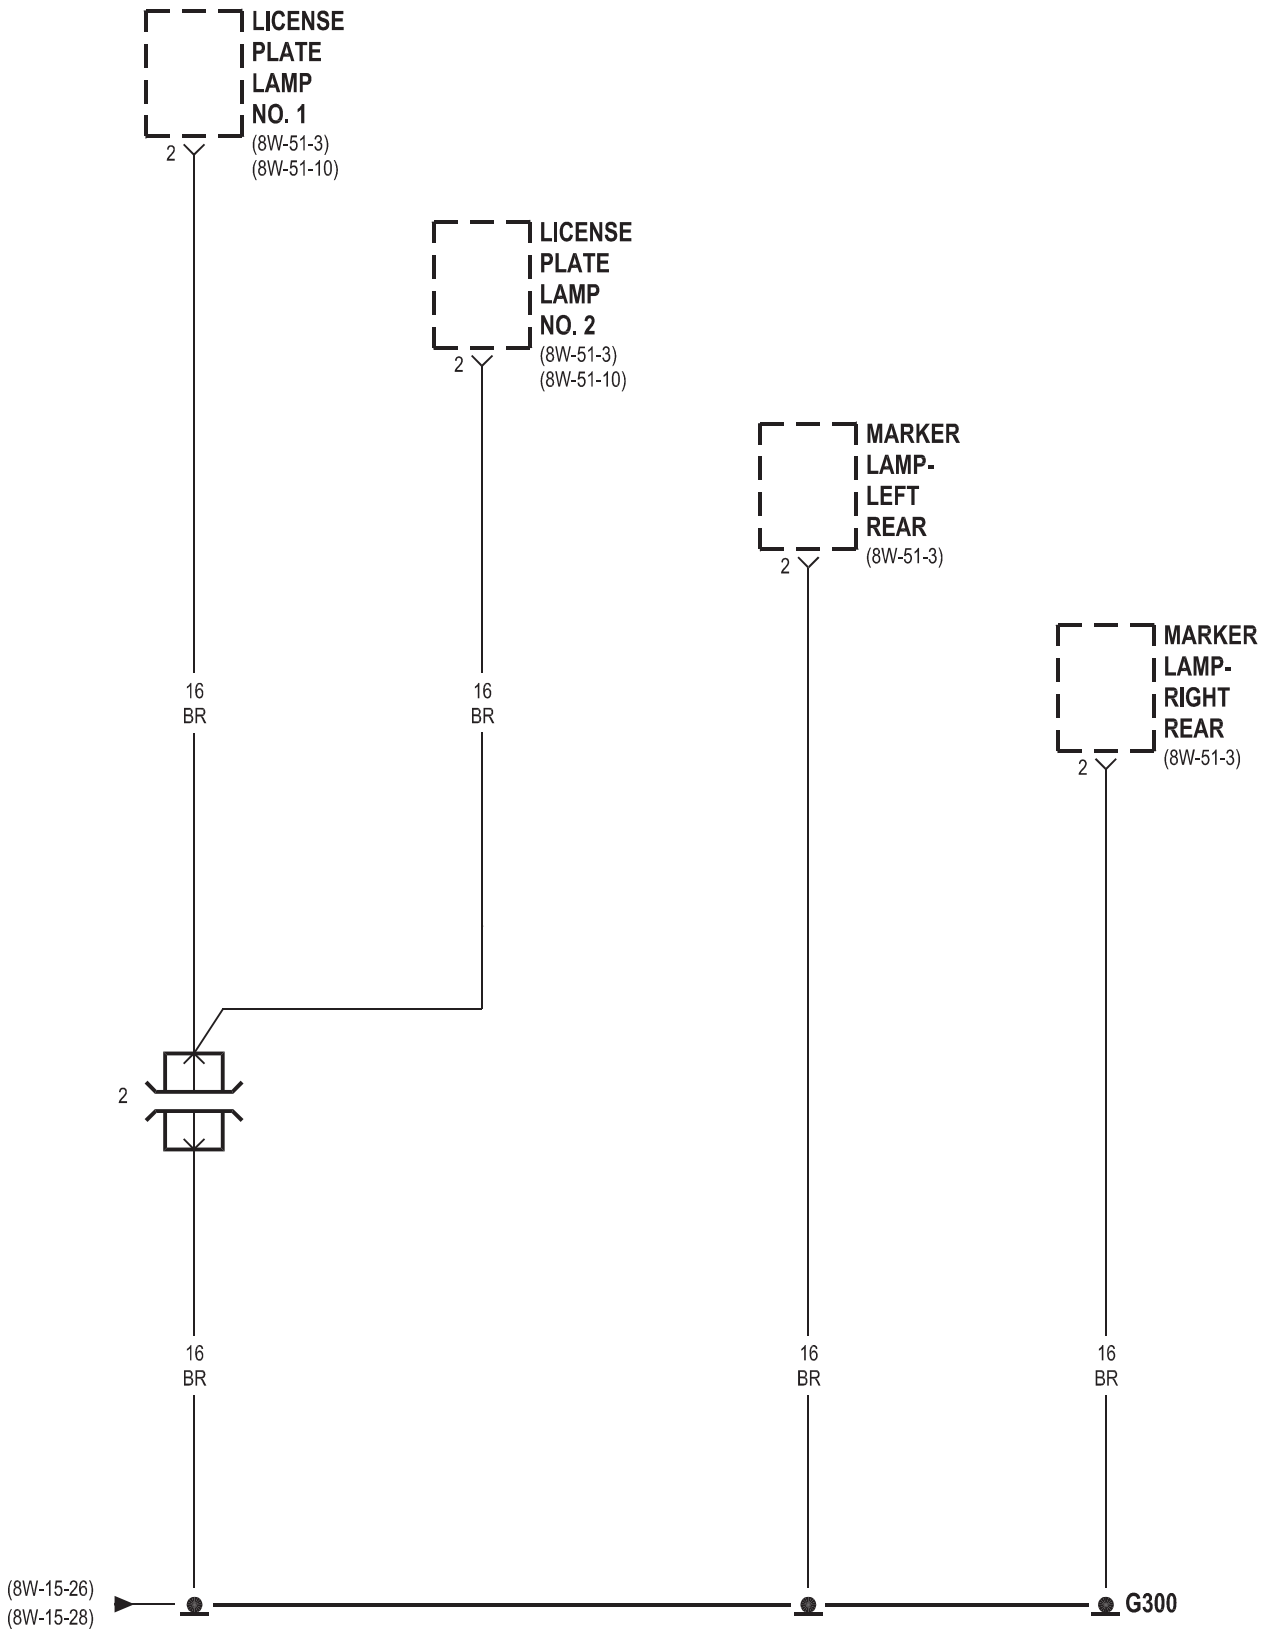 LICENSE
PLATE
LAMP
NO. 1
(8W-51-3)
(8W-51-10)
2
LICENSE
PLATE
LAMP
NO. 2
(8W-51-3)
(8W-51-10)
2
MARKER
LAMP-
LEFT
REAR
(8W-51-3)
2
MARKER
LAMP-
RIGHT
REAR
(8W-51-3)
2
16
BR
16
BR
2
16
BR
16
BR
16
BR
(8W-15-26)
(8W-15-28)
G300